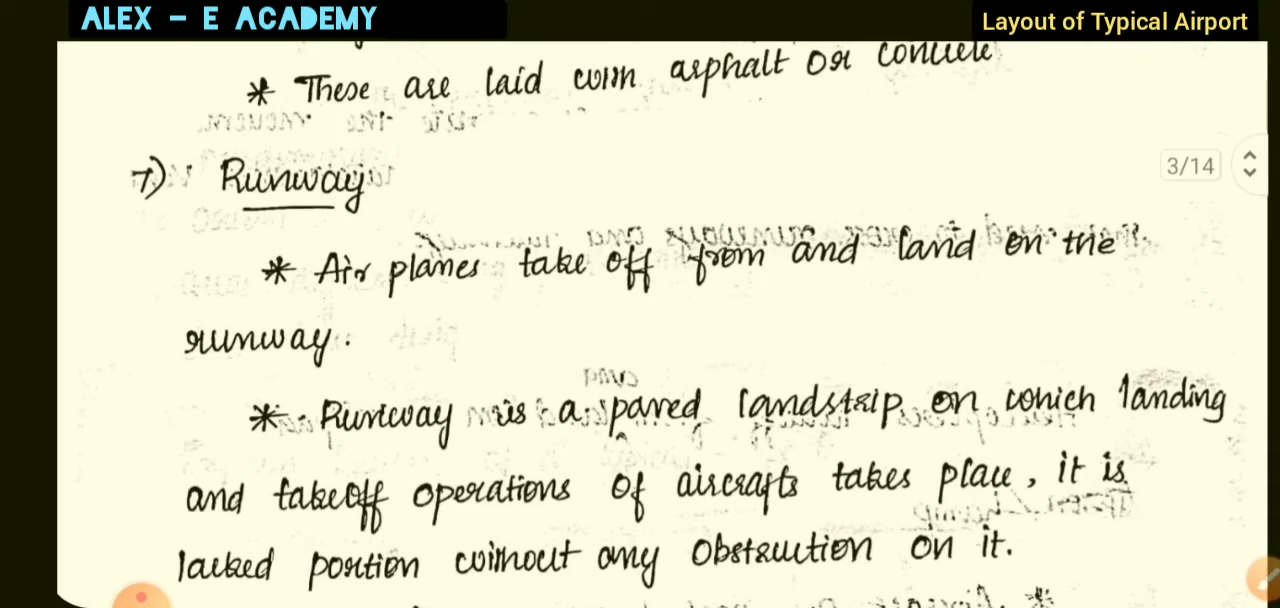 ALEX – E ACADEMY
Layout of Typical Airport
* These are laid with asphalt or concrete
3/14
7) Runway
* Air planes take off from and land on the
runway.
* Runway is a paved landstrip on which landing
and takeoff operations of aircrafts takes place, it is
portion without any obstruction on it.